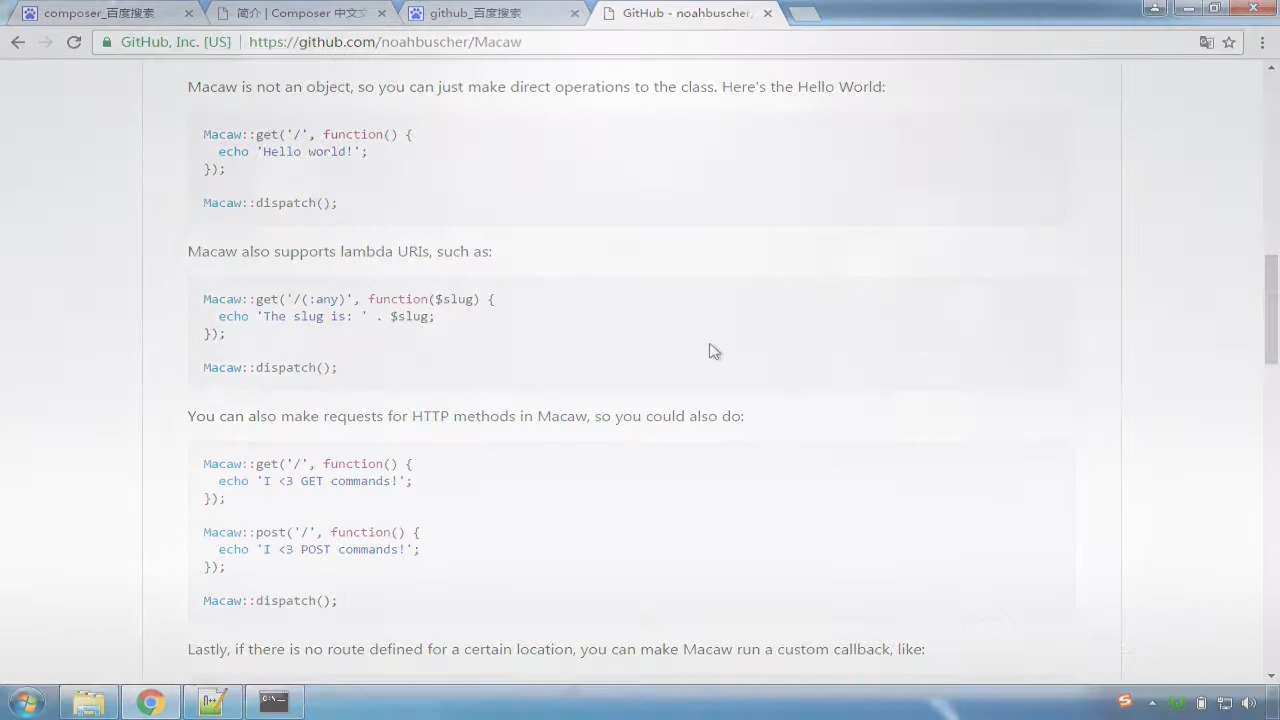 composer_百度搜索
简介 | Composer 中文文
github_百度搜索
GitHub - noahbuscher/
GitHub, Inc. [US]
https://github.com/noahbuscher/Macaw
Macaw is not an object, so you can just make direct operations to the class. Here's the Hello World:
Macaw::get('/', function() {
echo 'Hello world!';
});
Macaw::dispatch();
Macaw also supports lambda URIs, such as:
Macaw::get('/(:any)', function($slug) {
echo 'The slug is: ' . $slug;
});
Macaw::dispatch();
You can also make requests for HTTP methods in Macaw, so you could also do:
Macaw::get('/', function() {
echo 'I <3 GET commands!';
});
Macaw::post('/', function() {
echo 'I <3 POST commands!';
});
Macaw::dispatch();
Lastly, if there is no route defined for a certain location, you can make Macaw run a custom callback, like: